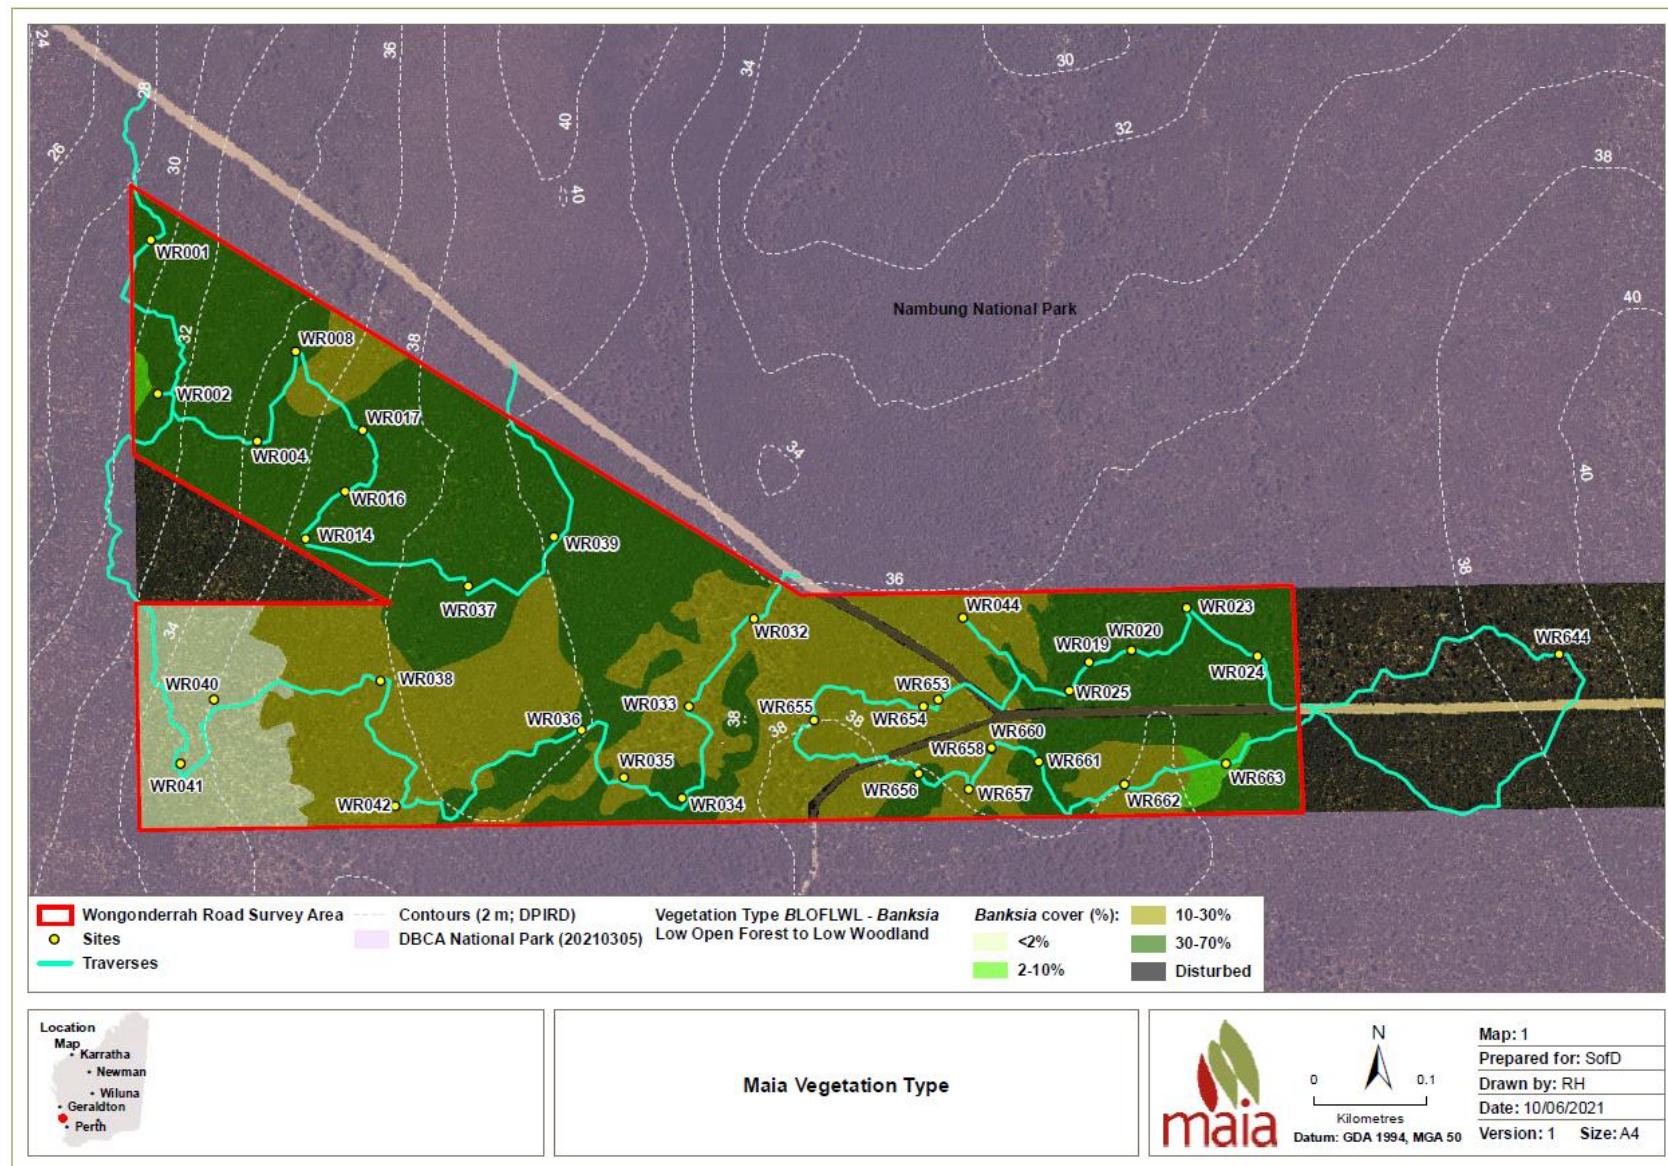 24
36
34
30
28
40
32
26
30
38
40
WR001
Nambung National Park
40
32
38
WR008
WR002
WR017
34
WR004
40
WR016
WR014
WR039
38
36
WR037
WR044
WR023
34
WR032
WR020
WR019
WR644
WR024
WR040
WR038
WR653
WR025
WR033
WR655
WR654
WR036
38
38
38
WR660
WR658
WR661
WR035
WR663
WR041
WR656
WR657
WR662
WR042
WR034
Wongonderrah Road Survey Area
Sites
Traverses
Contours (2 m; DPIRD)
DBCA National Park (20210305)
Vegetation Type BLOFLWL - Banksia
Low Open Forest to Low Woodland
Banksia cover (%):
<2%
2-10%
10-30%
30-70%
Disturbed
Location
Map
Karratha
Newman
Wiluna
Geraldton
Perth
Maia Vegetation Type
maia
N
0 0.1
Kilometres
Datum: GDA 1994, MGA 50
Map: 1
Prepared for: SofD
Drawn by: RH
Date: 10/06/2021
Version: 1 Size: A4